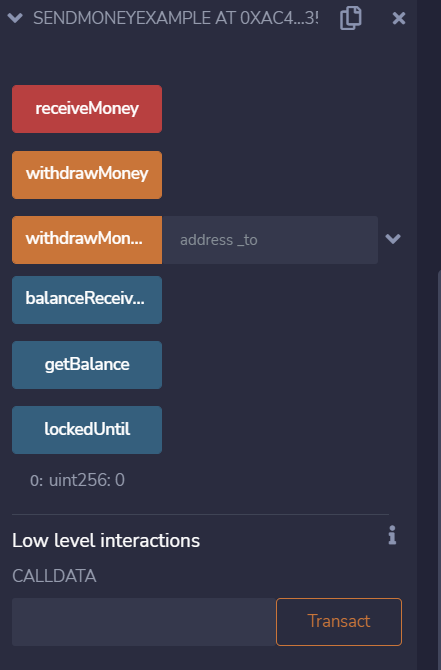 SENDMONEYEXAMPLE AT 0XAC4...3!
receiveMoney
withdrawMoney
withdrawMon... address _to
balanceReceiv...
getBalance
lockedUntil
0: uint256: 0
Low level interactions
CALLDATA
Transact